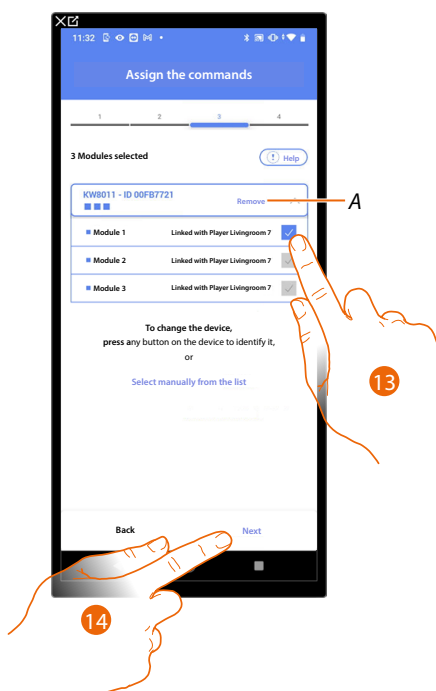 11:32
Assign the commands
1 2 3 4
3 Modules selected
! Help
KW8011 - ID 00FB7721
Remove
A
Module 1 Linked with Player Livingroom 7
Module 2 Linked with Player Livingroom 7
Module 3 Linked with Player Livingroom 7
To change the device,
press any button on the device to identify it,
or
Select manually from the list
13
Back Next
14